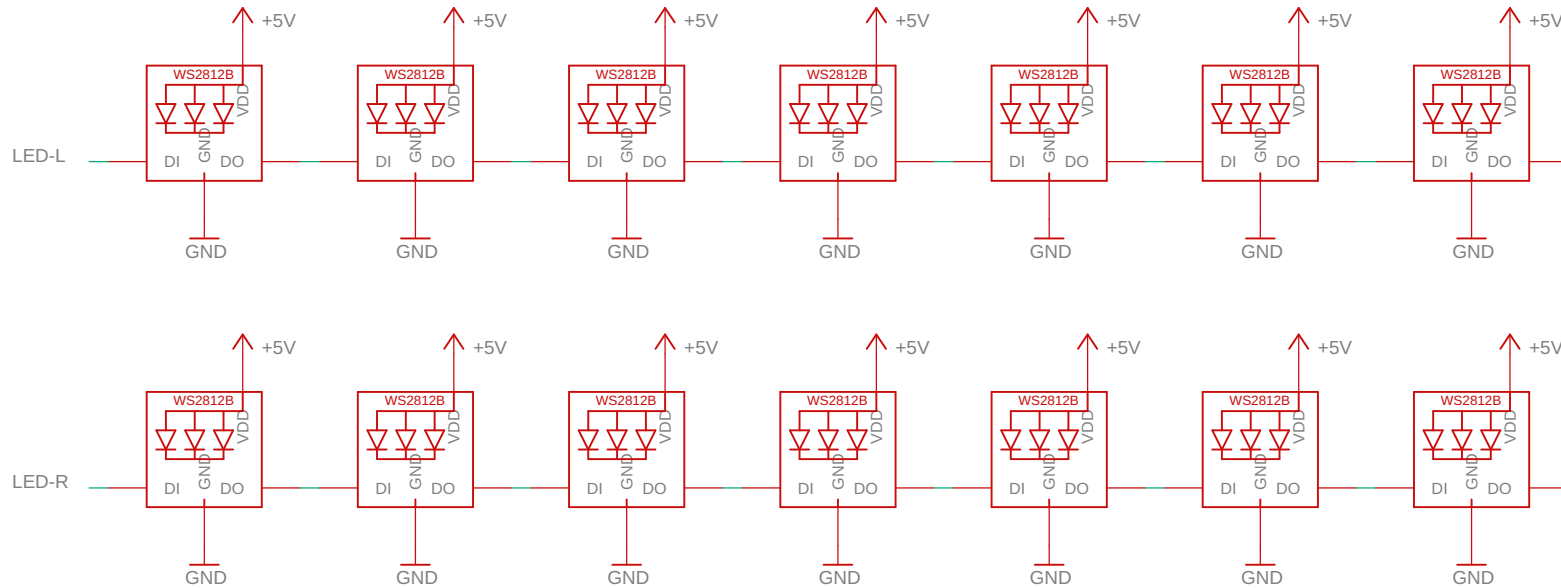 +5V +5V +5V +5V +5V +5V +5V
WS2812B WS2812B WS2812B WS2812B WS2812B WS2812B WS2812B
VDD VDD VDD VDD VDD VDD VDD
LED-L DI GND DO DI GND DO DI GND DO DI GND DO DI GND DO DI GND DO DI GND DO
GND GND GND GND GND GND GND
+5V +5V +5V +5V +5V +5V +5V
WS2812B WS2812B WS2812B WS2812B WS2812B WS2812B WS2812B
VDD VDD VDD VDD VDD VDD VDD
LED-R DI GND DO DI GND DO DI GND DO DI GND DO DI GND DO DI GND DO DI GND DO
GND GND GND GND GND GND GND